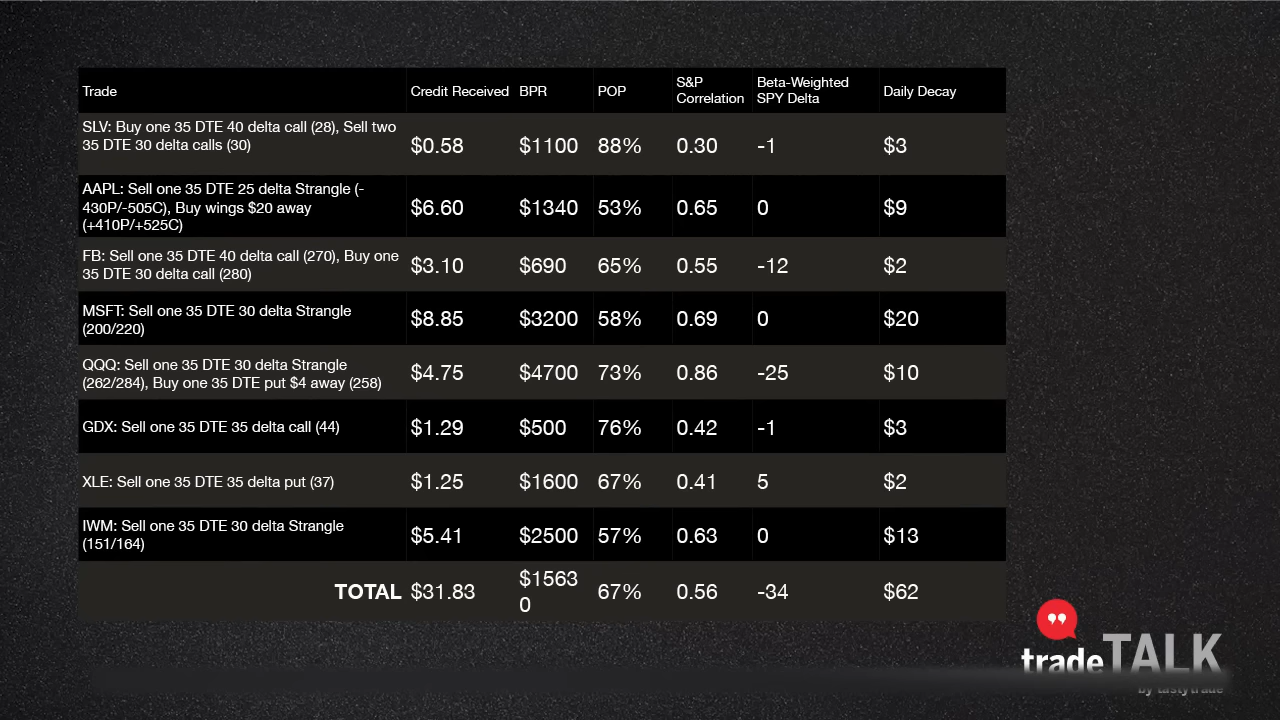 Trade Credit Received BPR POP S&P Correlation Beta-Weighted SPY Delta Daily Decay
SLV: Buy one 35 DTE 40 delta call (28), Sell two
35 DTE 30 delta calls (30)
$0.58 $1100 88% 0.30 -1 $3
AAPL: Sell one 35 DTE 25 delta Strangle (-
430P/-505C), Buy wings $20 away
(+410P/+525C)
$6.60 $1340 53% 0.65 0 $9
FB: Sell one 35 DTE 40 delta call (270), Buy one
35 DTE 30 delta call (280)
$3.10 $690 65% 0.55 -12 $2
MSFT: Sell one 35 DTE 30 delta Strangle
(200/220)
$8.85 $3200 58% 0.69 0 $20
QQQ: Sell one 35 DTE 30 delta Strangle
(262/284), Buy one 35 DTE put $4 away (258)
$4.75 $4700 73% 0.86 -25 $10
GDX: Sell one 35 DTE 35 delta call (44)
$1.29 $500 76% 0.42 -1 $3
XLE: Sell one 35 DTE 35 delta put (37)
$1.25 $1600 67% 0.41 5 $2
IWM: Sell one 35 DTE 30 delta Strangle
(151/164)
$5.41 $2500 57% 0.63 0 $13
TOTAL $31.83 $15630 67% 0.56 -34 $62
tradeTALK
by tastytrade